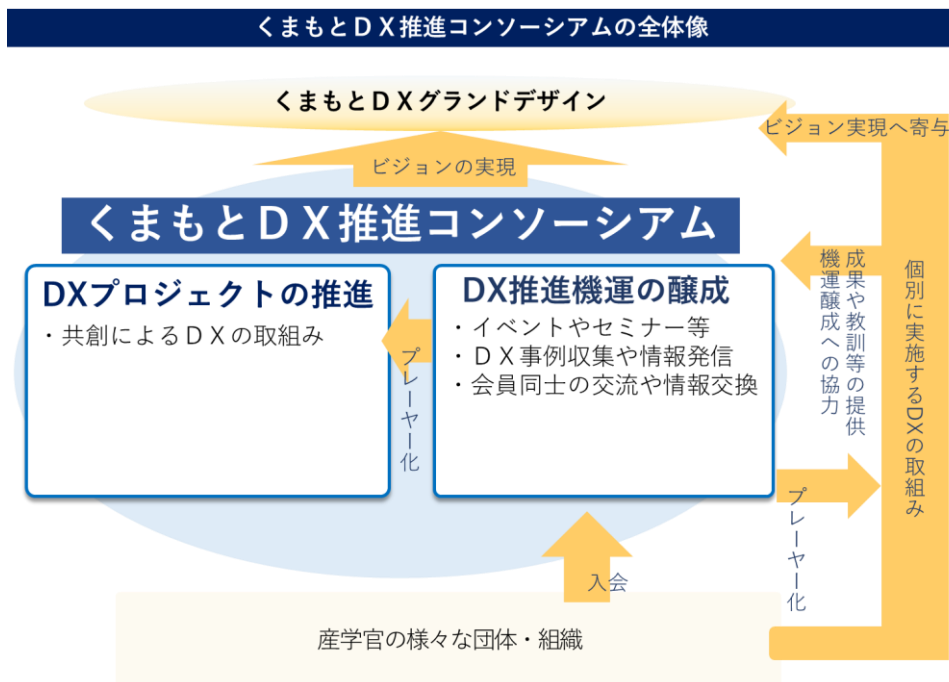 くまもとＤＸ推進コンソーシアムの全体像
くまもとＤＸグランドデザイン
ビジョン実現へ寄与
ビジョンの実現
くまもとＤＸ推進コンソーシアム
DXプロジェクトの推進
・共創によるＤＸの取組み
プレーヤー化
DX推進機運の醸成
・イベントやセミナー等
・ＤＸ事例収集や情報発信
・会員同士の交流や情報交換
成果や教訓等の提供
機運醸成への協力
個別に実施するDXの取組み
プレーヤー化
入会
産学官の様々な団体・組織